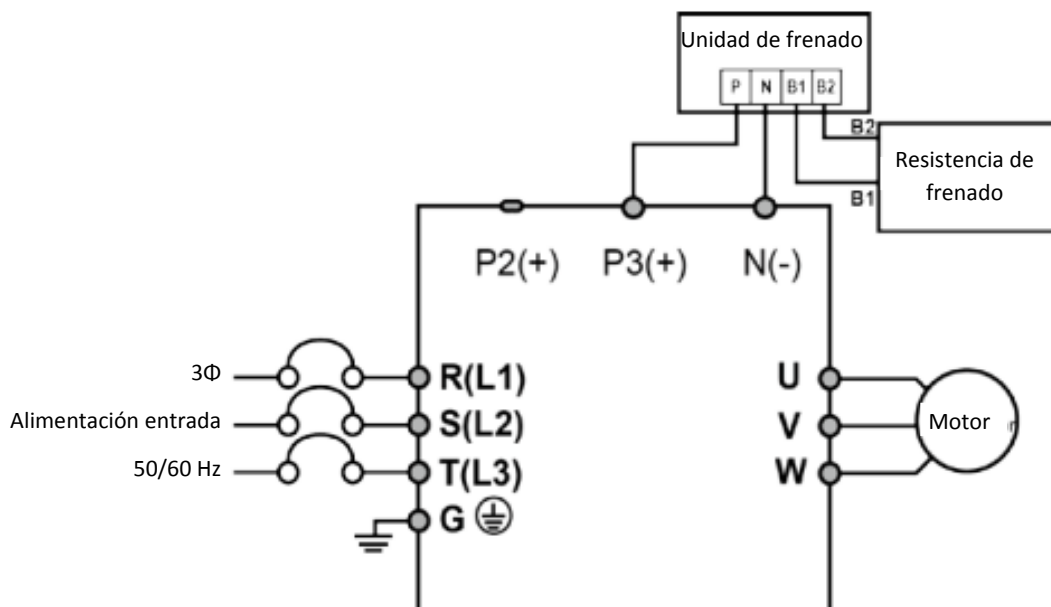 Unidad de frenado
P N B1 B2
B2
Resistencia de
frenado
B1
P2(+) P3(+) N(-)
3Φ
R(L1)
U
Alimentación entrada
S(L2)
V
Motor
50/60 Hz
T(L3)
W
G